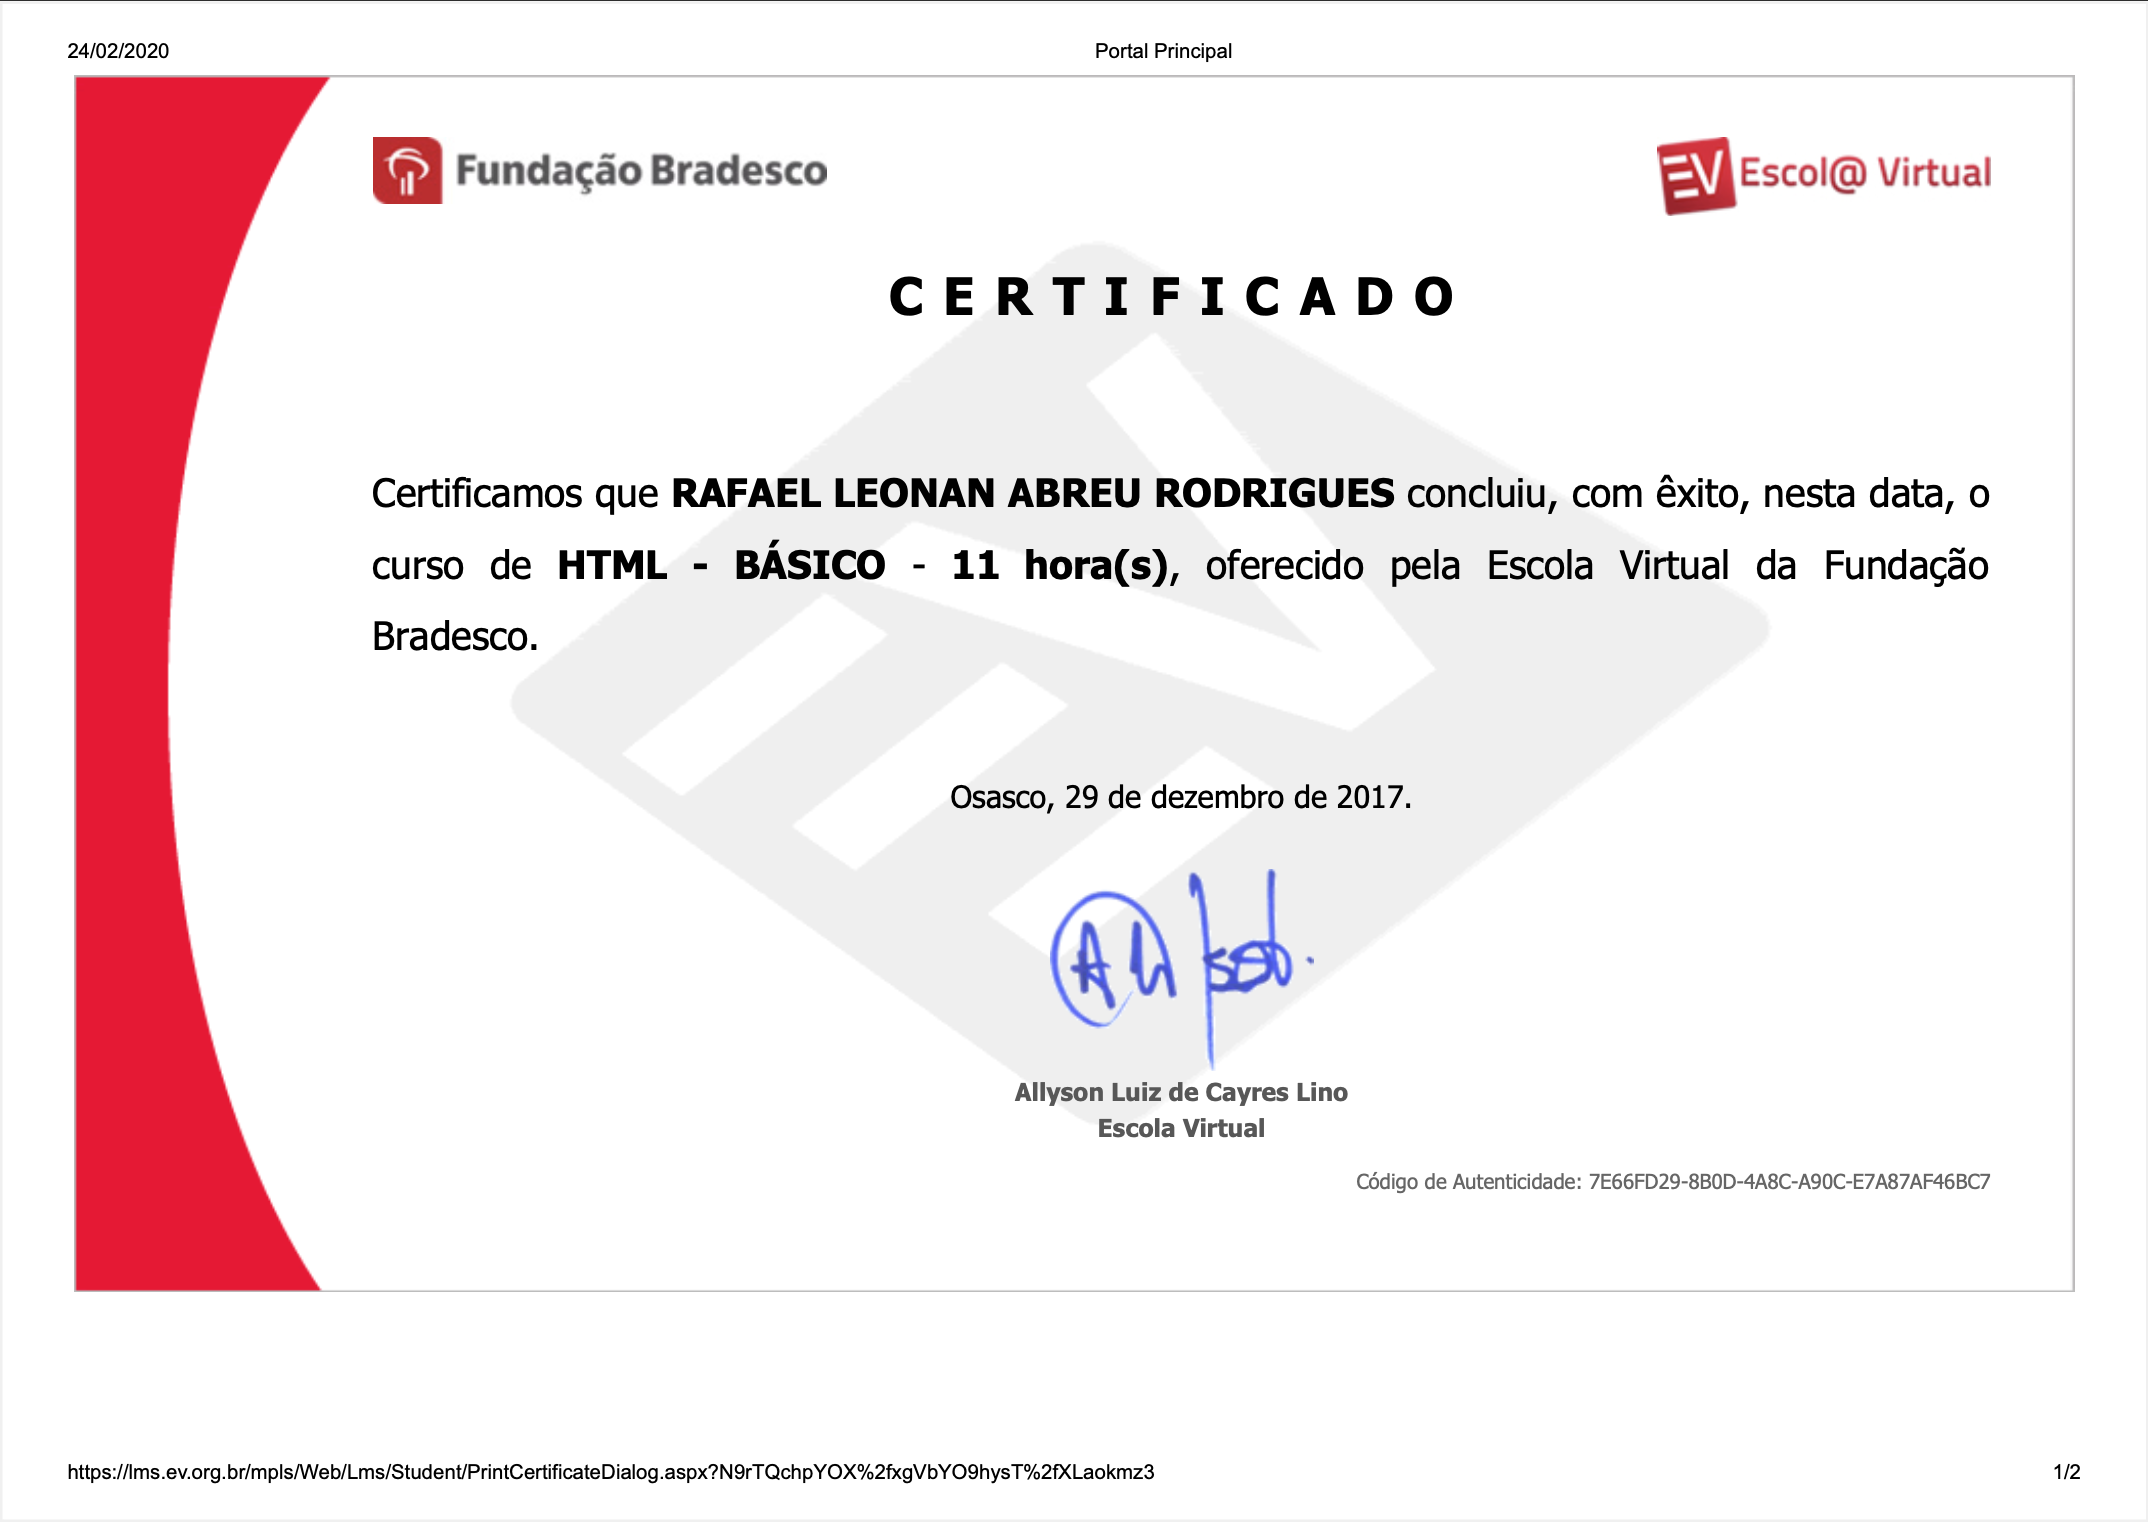 24/02/2020 Portal Principal
Fundação Bradesco
EV Escol@ Virtual
CERTIFICADO
Certificamos que RAFAEL LEONAN ABREU RODRIGUES concluiu, com êxito, nesta data, o
curso de HTML - BÁSICO - 11 hora(s), oferecido pela Escola Virtual da Fundação
Bradesco.
Osasco, 29 de dezembro de 2017.
Allyson Luiz de Cayres Lino
Escola Virtual
Código de Autenticidade: 7E66FD29-8B0D-4A8C-A90C-E7A87AF46BC7
https://lms.ev.org.br/mpls/Web/Lms/Student/PrintCertificateDialog.aspx?N9rTQchpYOX%2fxgVbYO9hysT%2fXLaokmz3 1/2